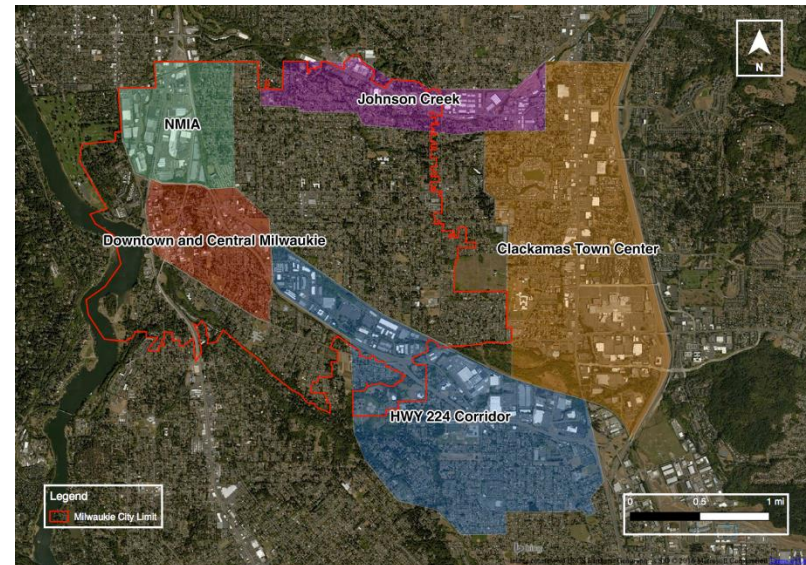 N
Johnson Creek
NMIA
Downtown and Central Milwaukie
Clackamas Town Center
HWY 224 Corridor
Legend
Milwaukie City Limit
0 0.5 1 mi